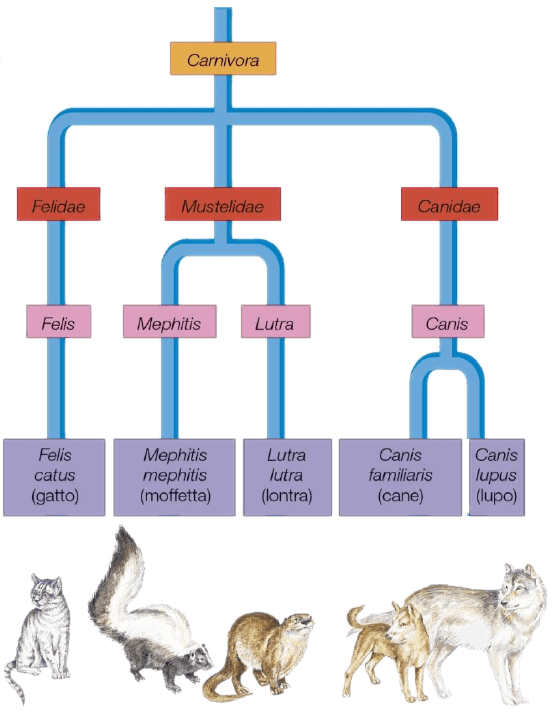 Carnivora
Felidae
Mustelidae
Canidae
Felis
Mephitis
Lutra
Canis
Felis
catus
(gatto)
Mephitis
mephitis
(moffetta)
Lutra
lutra
(lontra)
Canis
familiaris
(cane)
Canis
lupus
(lupo)